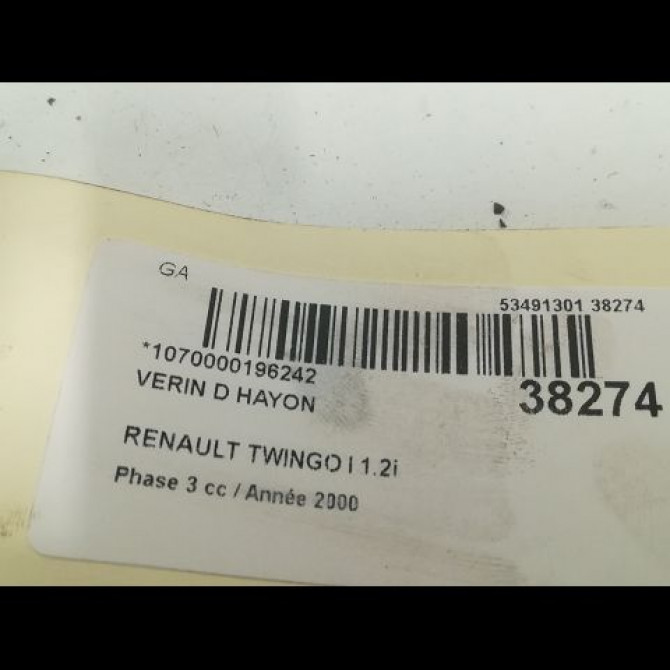 GA
53491301 38274
*1070000196242
38274
VERIN D HAYON
RENAULT TWINGO I 1.2i
Phase 3 cc / Année 2000